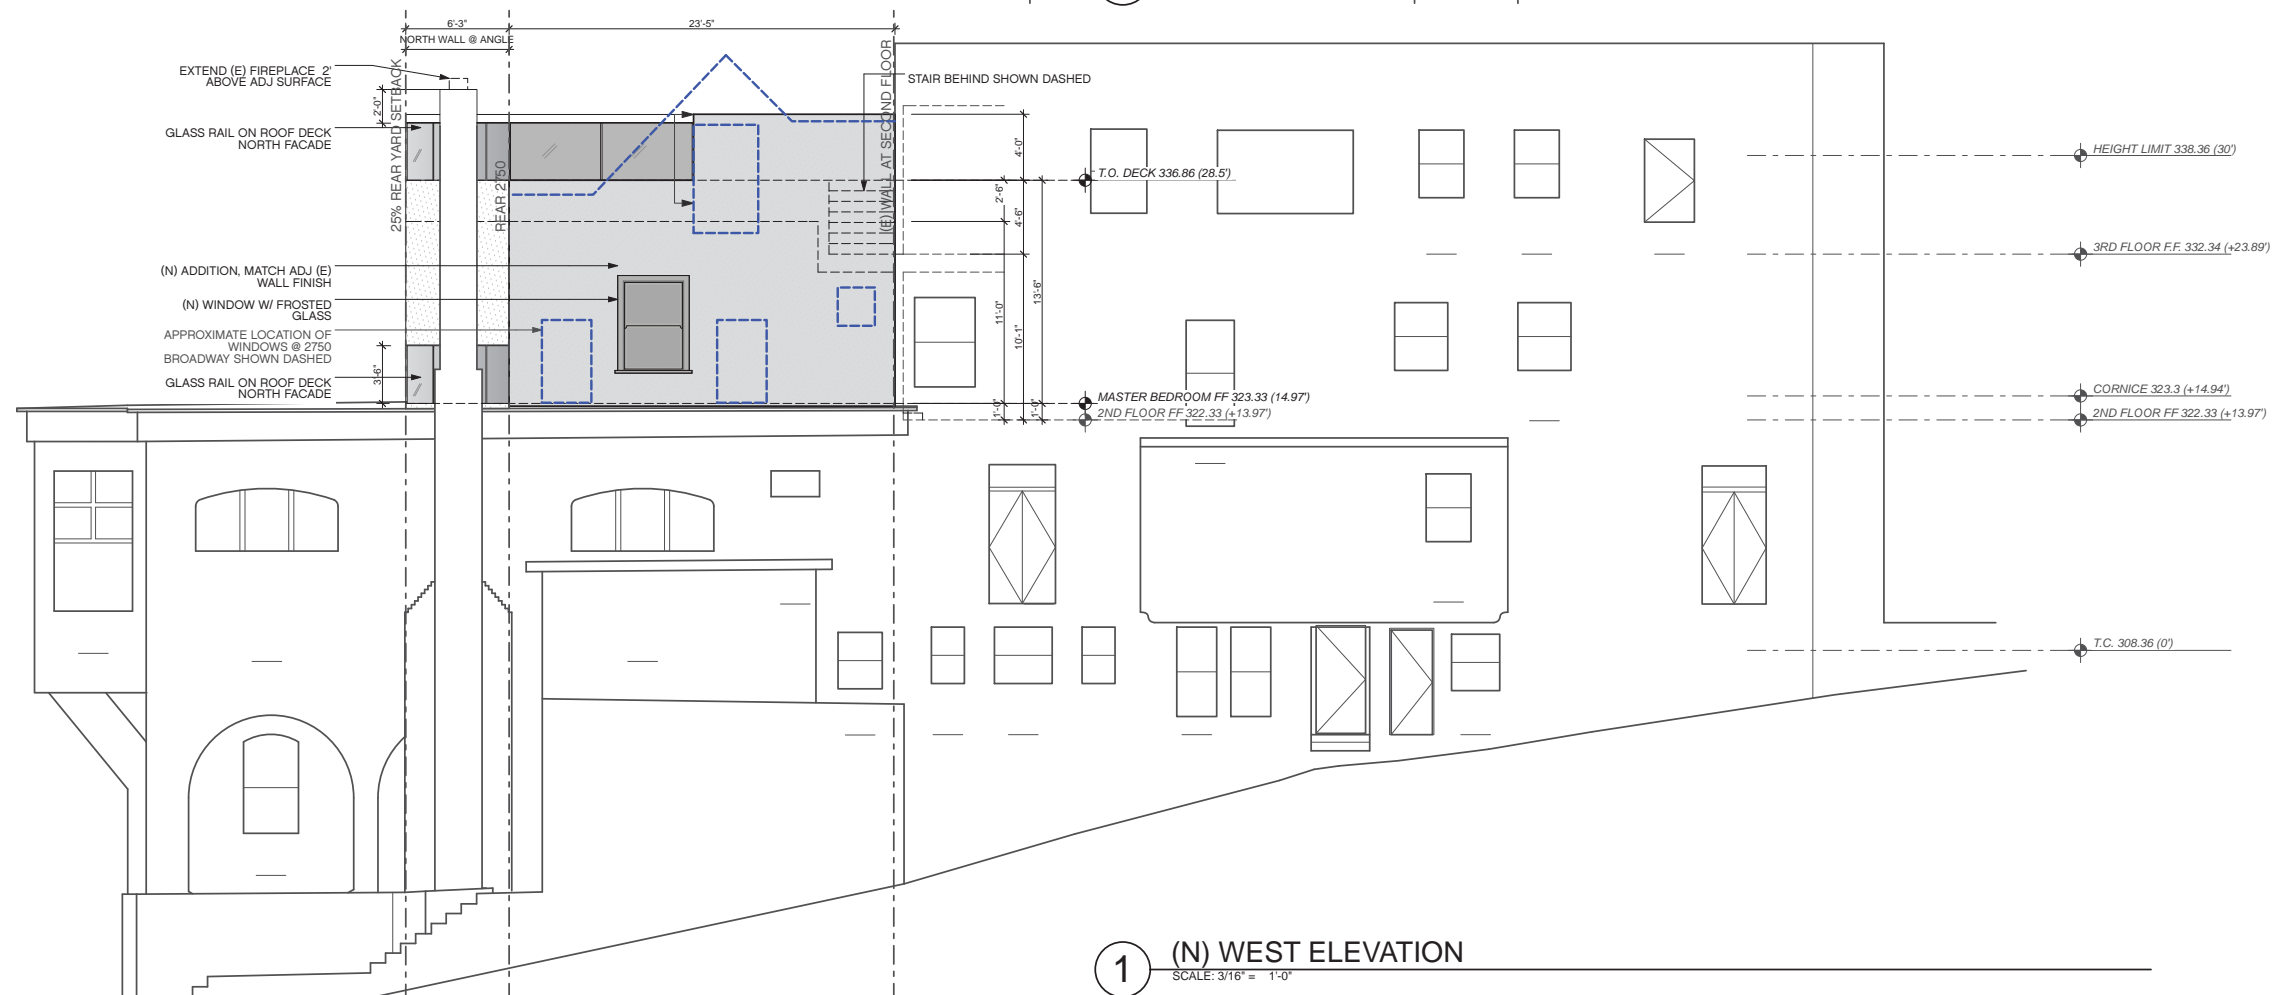 6'-3"
23'-5"
NORTH WALL @ ANGLE
EXTEND (E) FIREPLACE 2'
ABOVE ADJ SURFACE
2'-0"
25% REAR YARD SETBACK
REAR 2750
(E) WALL AT SECOND FLOOR
STAIR BEHIND SHOWN DASHED
GLASS RAIL ON ROOF DECK
NORTH FACADE
(N) ADDITION, MATCH ADJ (E)
WALL FINISH
(N) WINDOW W/ FROSTED
GLASS
APPROXIMATE LOCATION OF
WINDOWS @ 2750
BROADWAY SHOWN DASHED
GLASS RAIL ON ROOF DECK
NORTH FACADE
3'-6"
4'-0"
2'-6"
4'-6"
11'-0"
10'-1"
13'-6"
1'-0"
1'-0"
T.O. DECK 336.86 (28.5')
MASTER BEDROOM FF 323.33 (14.97')
2ND FLOOR FF 322.33 (+13.97')
HEIGHT LIMIT 338.36 (30')
3RD FLOOR F.F. 332.34 (+23.89')
CORNICE 323.3 (+14.94')
2ND FLOOR FF 322.33 (+13.97')
T.C. 308.36 (0')
1
(N) WEST ELEVATION
SCALE: 3/16" = 1'-0"